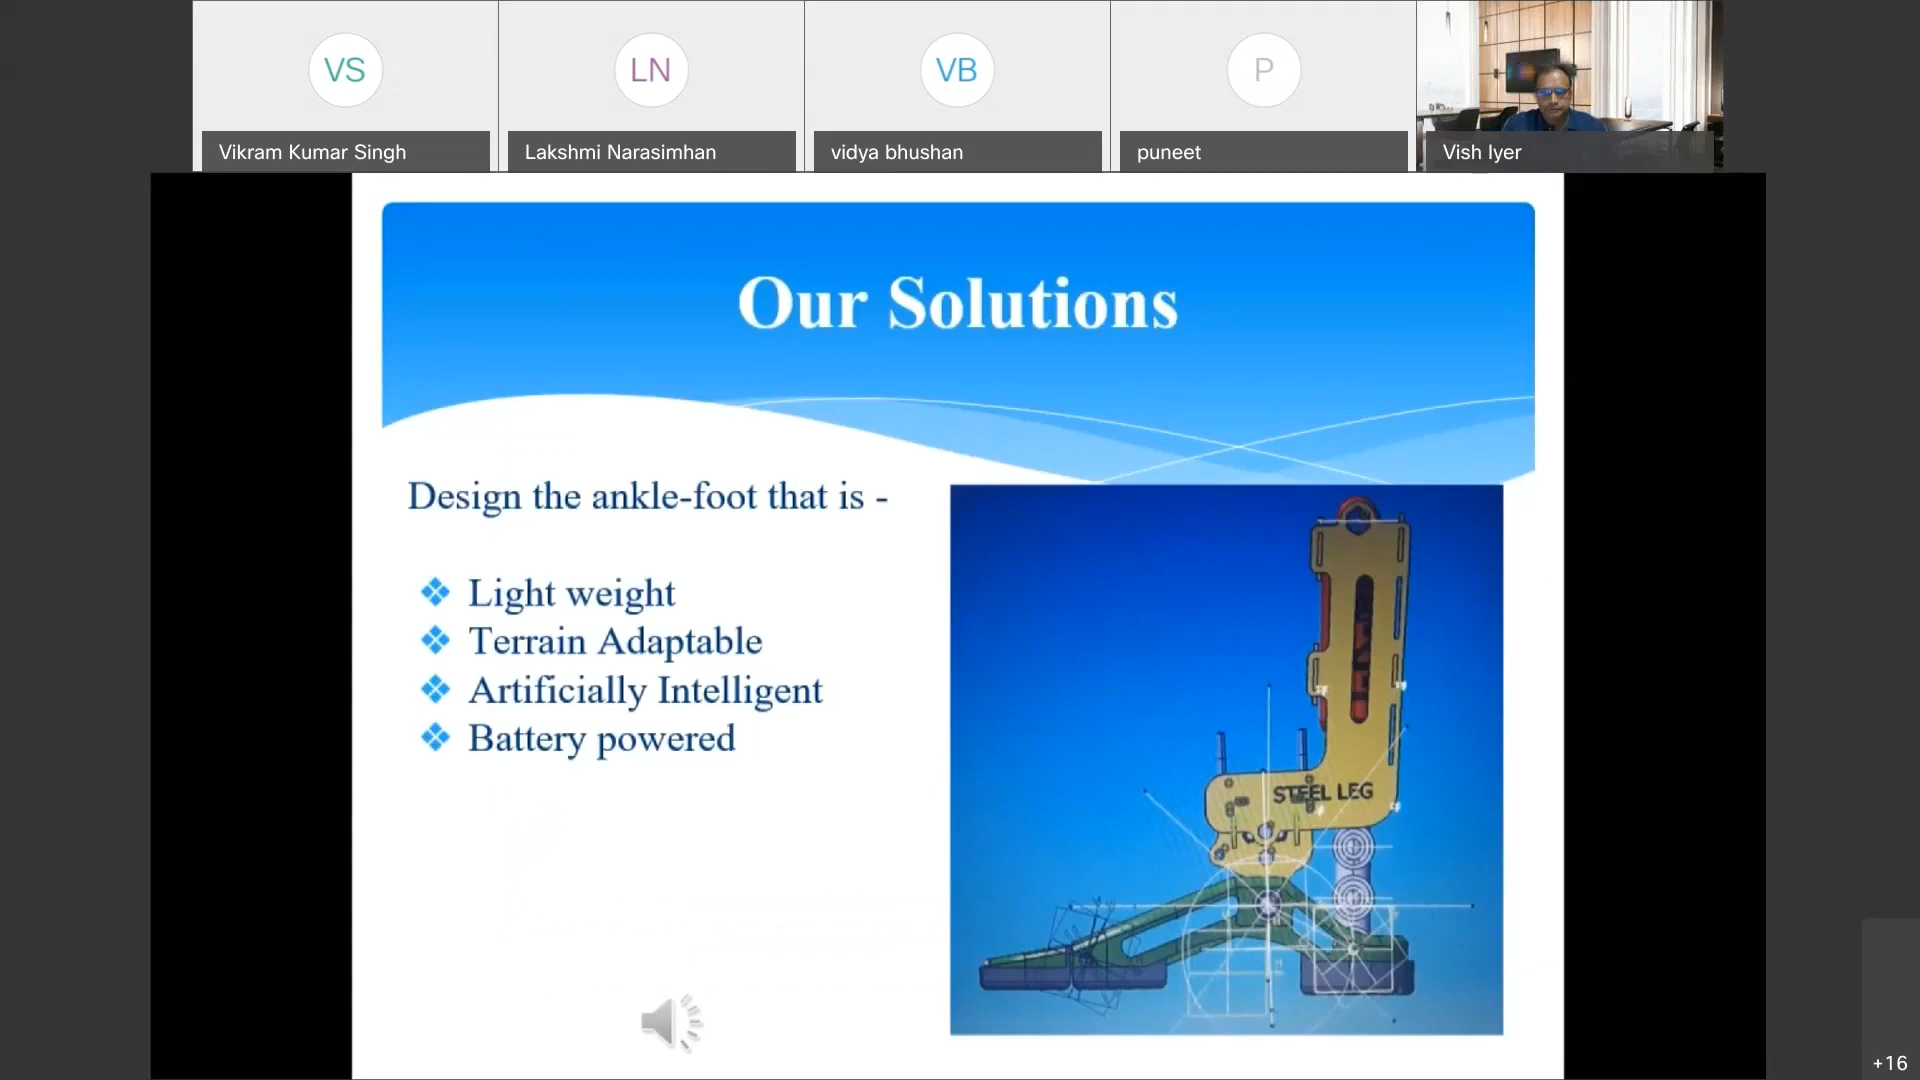 VS
LN
VB
P
Vikram Kumar Singh
Lakshmi Narasimhan
vidya bhushan
puneet
Vish Iyer
Our Solutions
Design the ankle-foot that is -
Light weight
Terrain Adaptable
Artificially Intelligent
Battery powered
STEEL LEG
+16